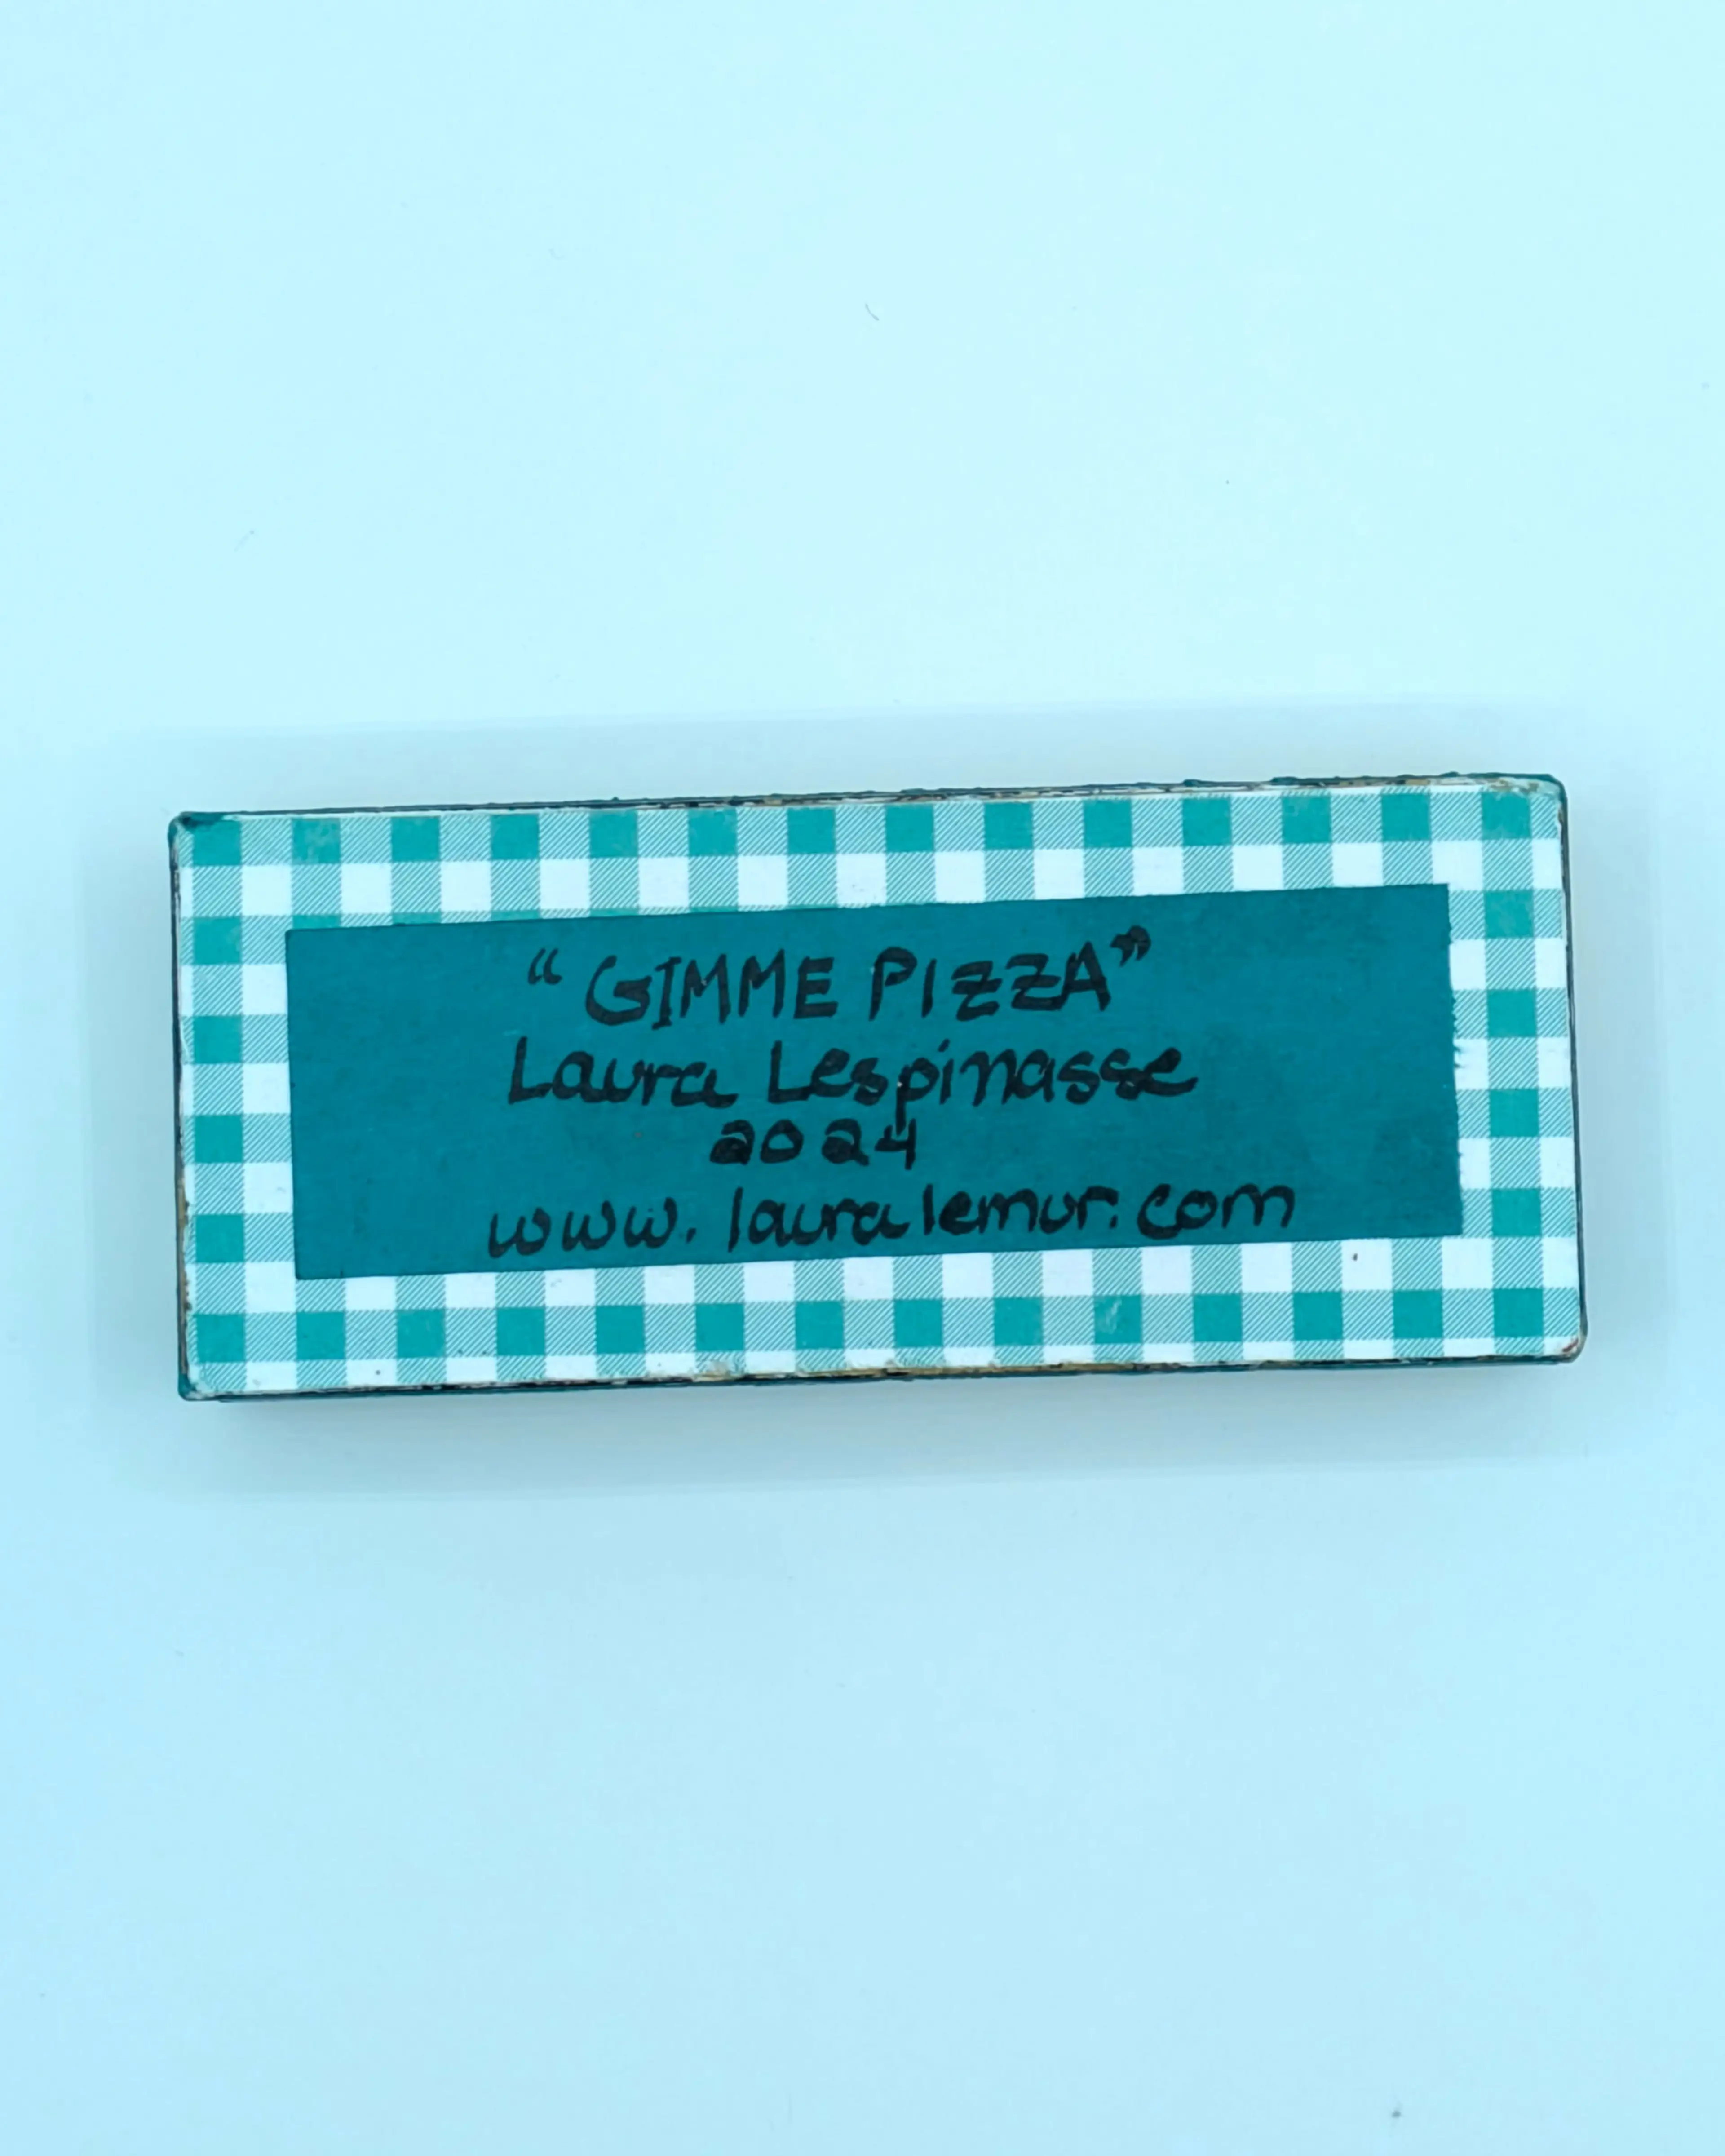 “GIMME PIZZA”
Laura Lespinasse
2024
www.lauralemur.com